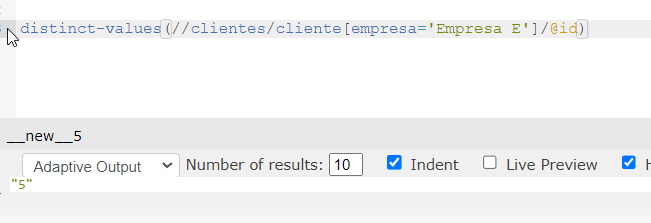 distinct-values(//clientes/cliente[empresa='Empresa E']/@id)
__new__5
Adaptive Output Number of results: 10 Indent Live Preview H
"5"